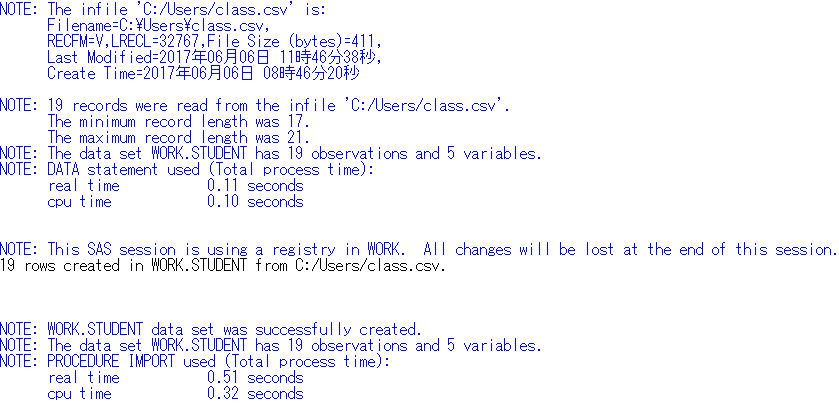 NOTE: The infile 'C:/Users/class.csv' is:
      Filename=C:¥Users¥class.csv,
      RECFM=V,LRECL=32767,File Size (bytes)=411,
      Last Modified=2017年06月06日 11時46分38秒,
      Create Time=2017年06月06日 08時46分20秒

NOTE: 19 records were read from the infile 'C:/Users/class.csv'.
      The minimum record length was 17.
      The maximum record length was 21.
NOTE: The data set WORK.STUDENT has 19 observations and 5 variables.
NOTE: DATA statement used (Total process time):
      real time           0.11 seconds
      cpu time            0.10 seconds


NOTE: This SAS session is using a registry in WORK.  All changes will be lost at the end of this session.
19 rows created in WORK.STUDENT from C:/Users/class.csv.



NOTE: WORK.STUDENT data set was successfully created.
NOTE: The data set WORK.STUDENT has 19 observations and 5 variables.
NOTE: PROCEDURE IMPORT used (Total process time):
      real time           0.51 seconds
      cpu time            0.32 seconds